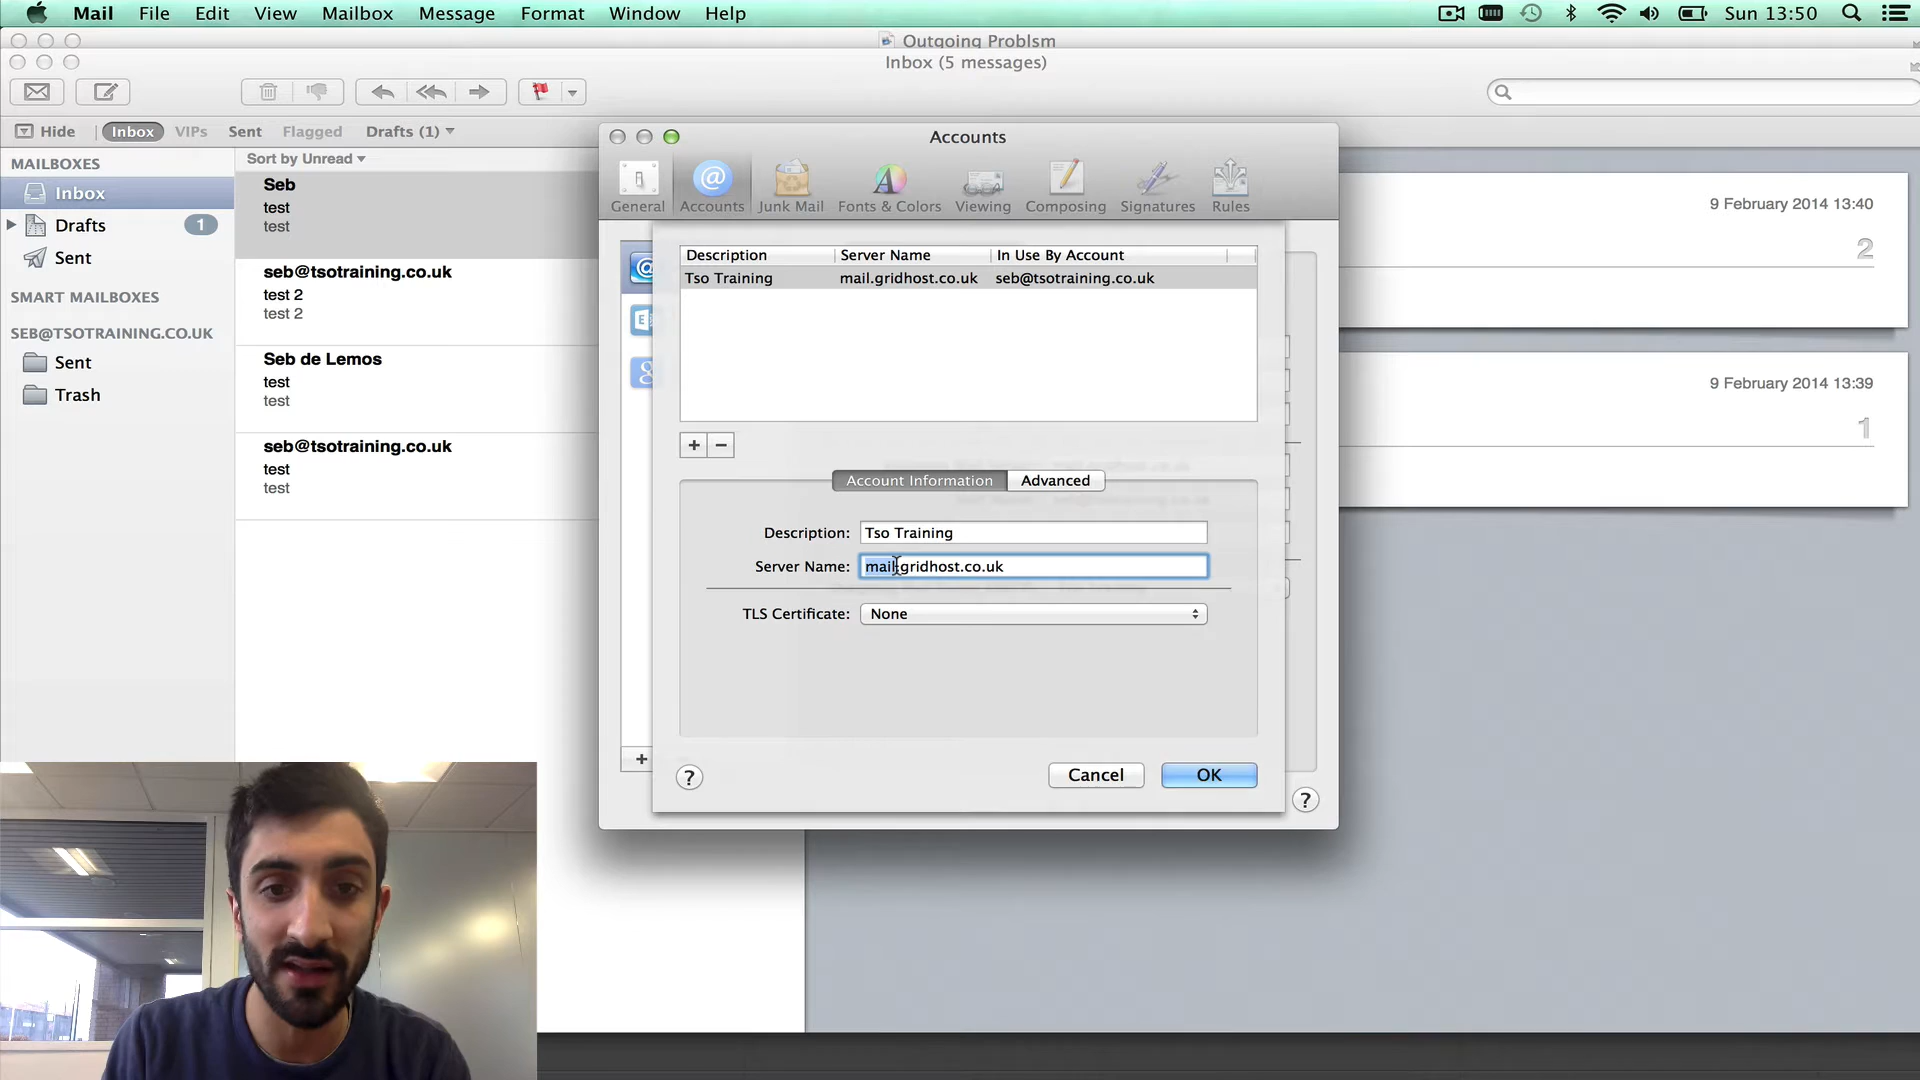 Mail File Edit View Mailbox Message Format Window Help Sun 13:50
Outgoing Problsm
Inbox (5 messages)
Hide Inbox VIPs Sent Flagged Drafts (1)
MAILBOXES
Inbox
Drafts 1
Sent
SMART MAILBOXES
SEB@TSOTRAINING.CO.UK
Sent
Trash
Sort by Unread
Seb
test
test
seb@tsotraining.co.uk
test 2
test 2
Seb de Lemos
test
test
seb@tsotraining.co.uk
test
test
Accounts
General Accounts Junk Mail Fonts & Colors Viewing Composing Signatures Rules
Description Server Name In Use By Account
Tso Training mail.gridhost.co.uk seb@tsotraining.co.uk
+ −
Account Information Advanced
Description: Tso Training
Server Name: mail.gridhost.co.uk
TLS Certificate: None
+
? Cancel OK
?
9 February 2014 13:40
2
9 February 2014 13:39
1